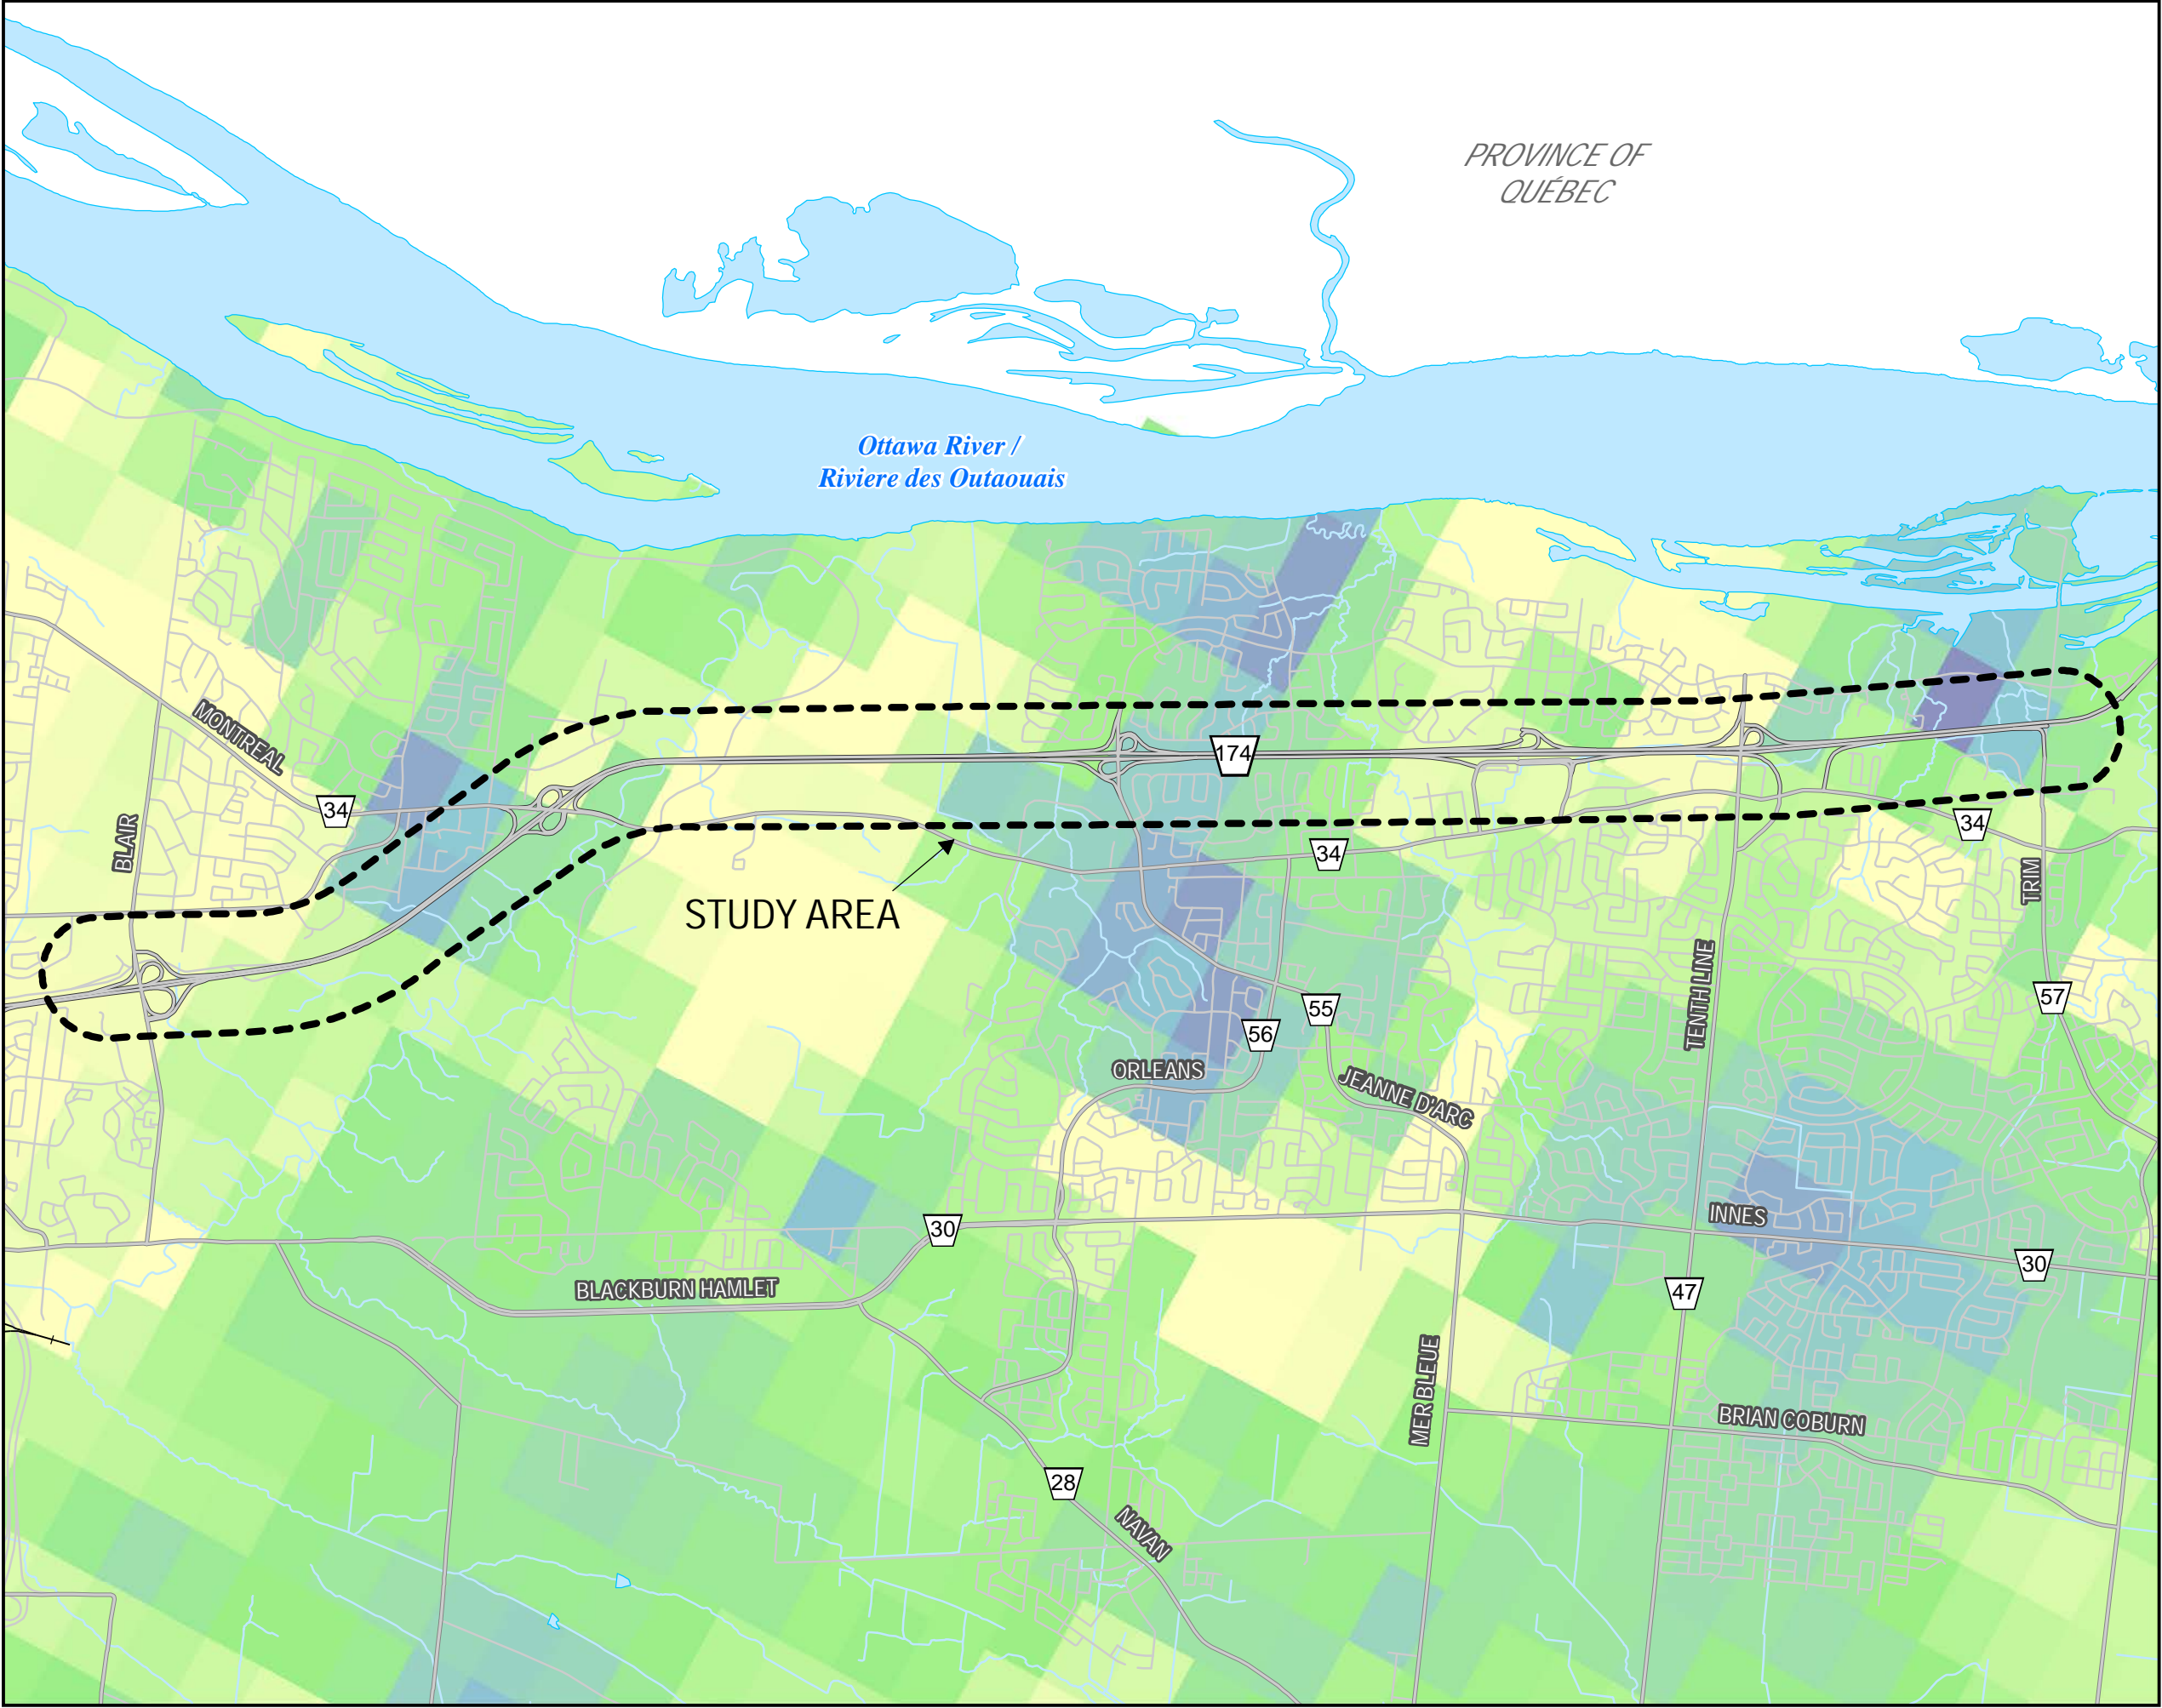 PROVINCE OF
QUÉBEC
Ottawa River /
Riviere des Outaouais
MONTREAL
174
34
BLAIR
34
34
STUDY AREA
TRIM
TENTH LINE
57
55
56
ORLEANS
JEANNE D'ARC
INNES
30
30
BLACKBURN HAMLET
47
MER BLEUE
BRIAN COBURN
28
NAVAN